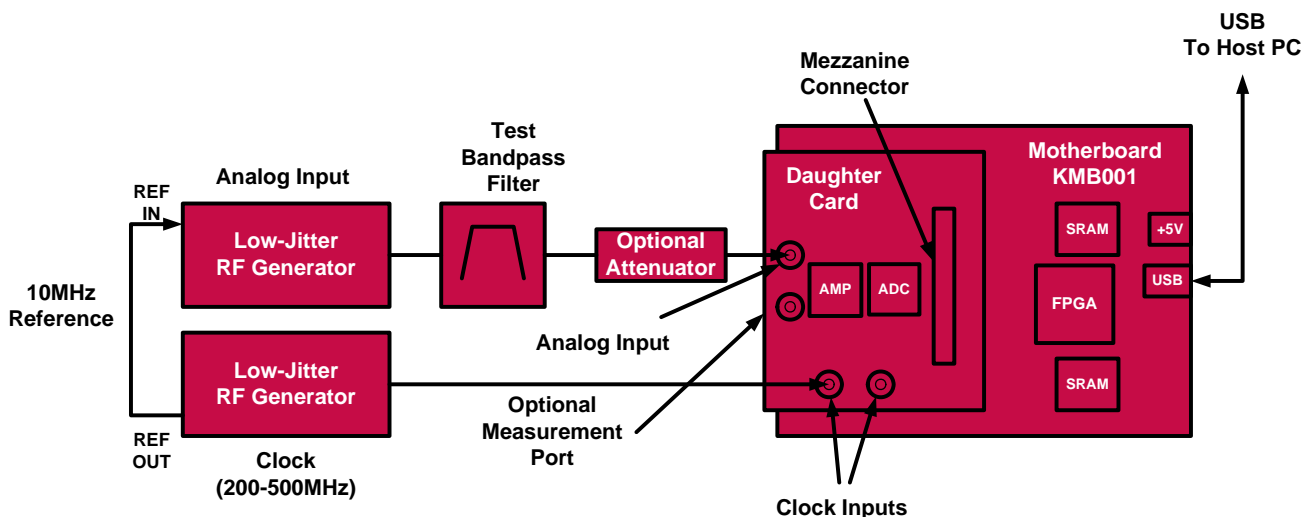 USB
To Host PC
Mezzanine
Connector
Test
Bandpass
Filter
Motherboard
KMB001
Analog Input
Daughter
Card
REF
IN
Low-Jitter
RF Generator
Optional
Attenuator
SRAM
+5V
USB
AMP
ADC
FPGA
10MHz
Reference
Analog Input
Low-Jitter
RF Generator
SRAM
Optional
Measurement
Port
REF
OUT
Clock
(200-500MHz)
Clock Inputs